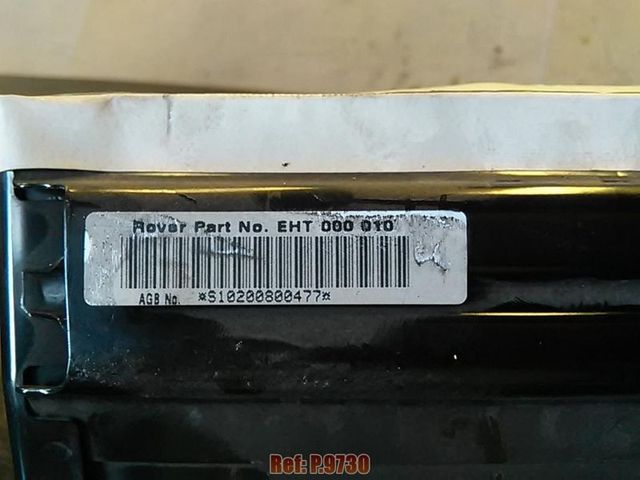 Rover Part No. EHT 000 010
AGB No. *S10200800477*
Ref: P.9730